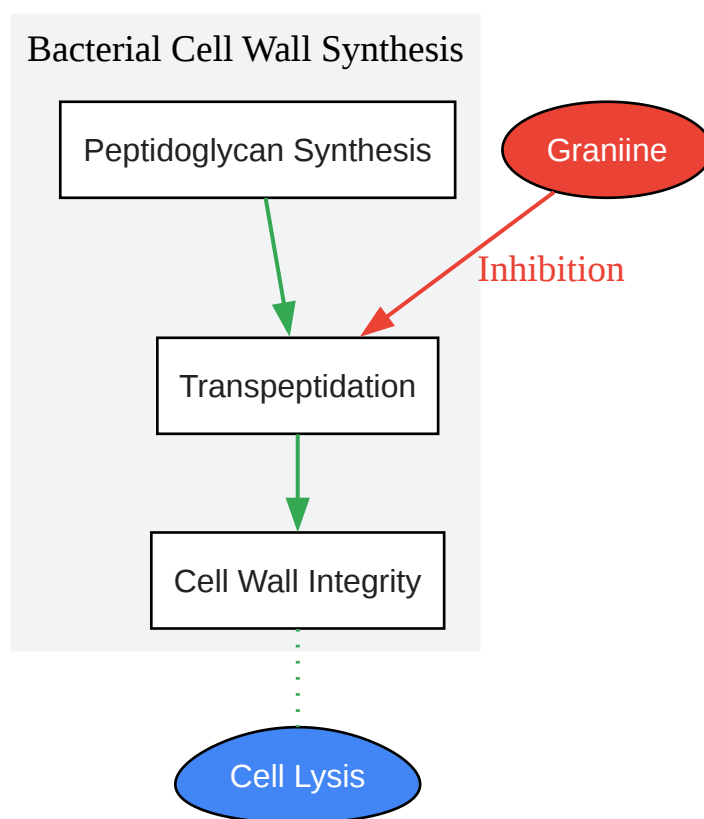 Bacterial Cell Wall Synthesis
Peptidoglycan Synthesis
Graniine
Inhibition
Transpeptidation
Cell Wall Integrity
Cell Lysis